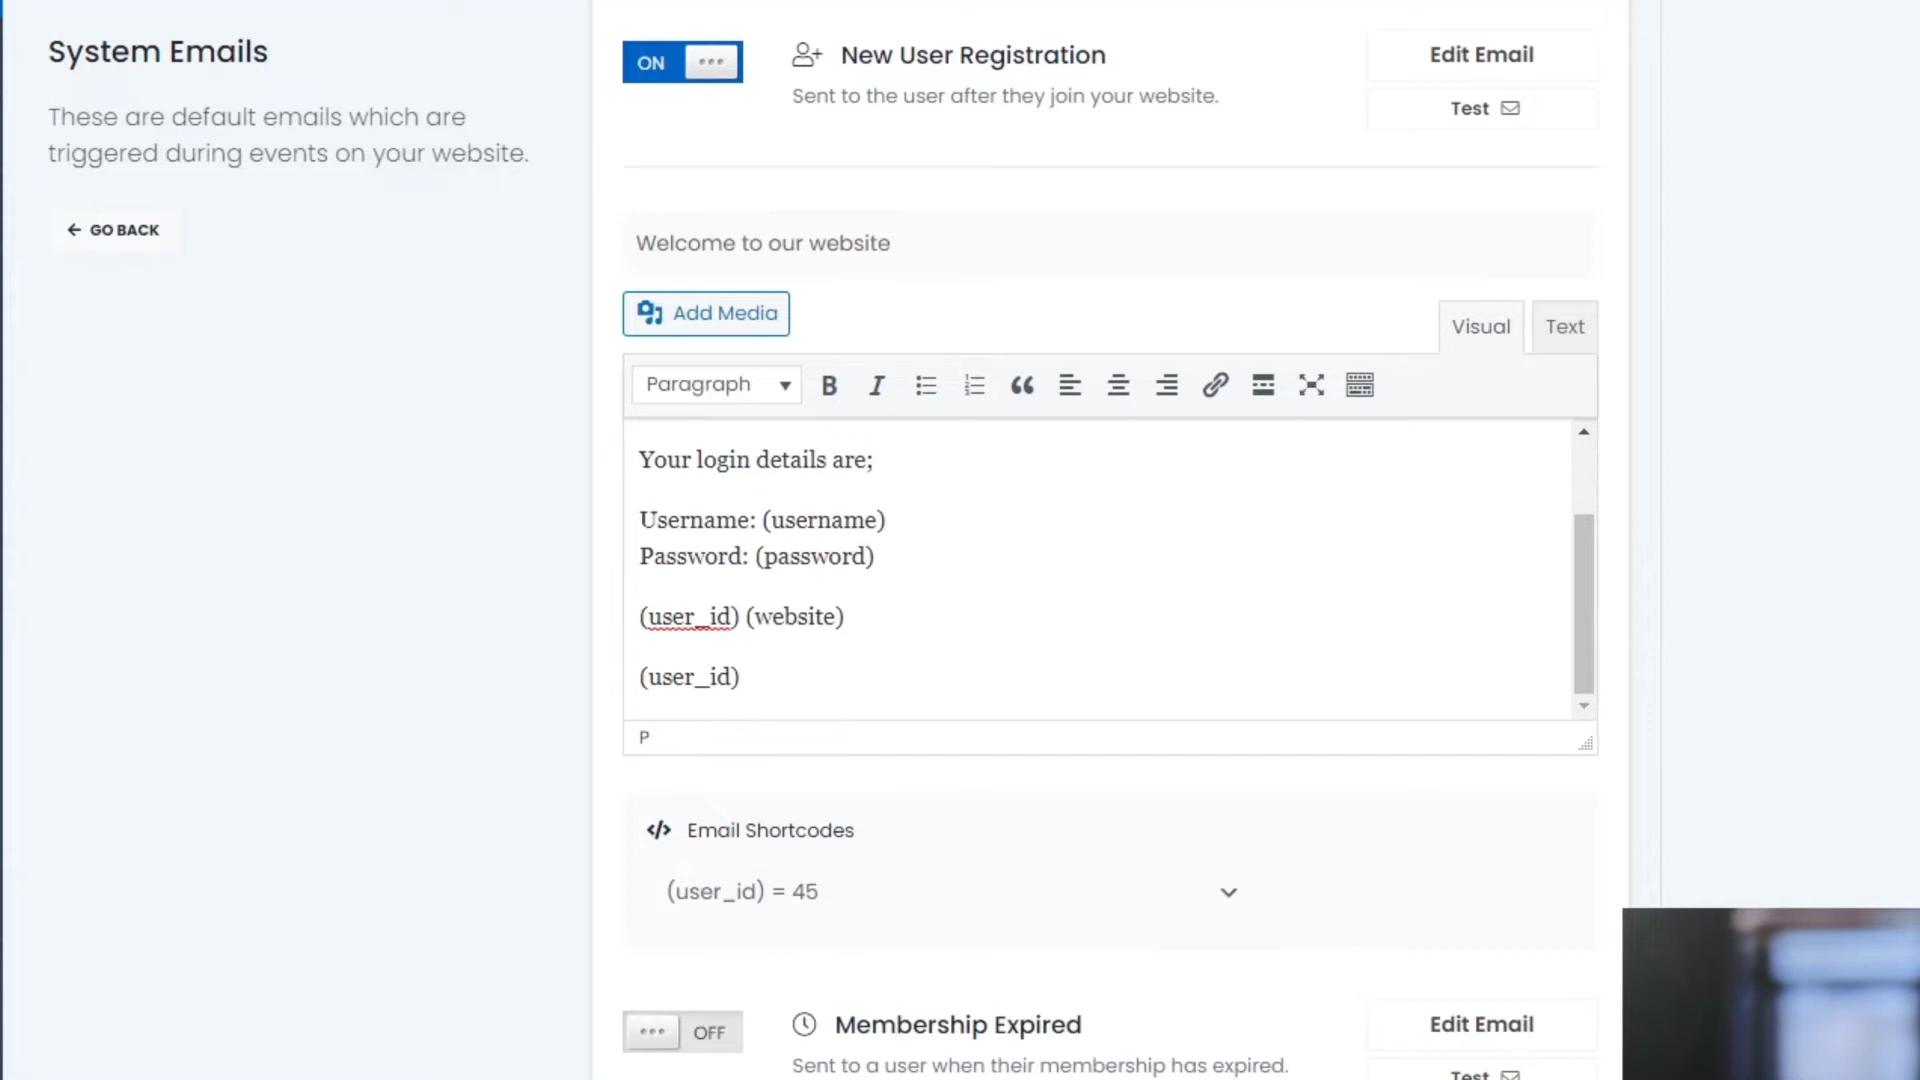 System Emails
These are default emails which are
triggered during events on your website.
GO BACK
ON
New User Registration
Sent to the user after they join your website.
Edit Email
Test
Welcome to our website
Add Media
Visual
Text
Paragraph
Your login details are;
Username: (username)
Password: (password)
(user_id) (website)
(user_id)
P
Email Shortcodes
(user_id) = 45
OFF
Membership Expired
Sent to a user when their membership has expired.
Edit Email
Test